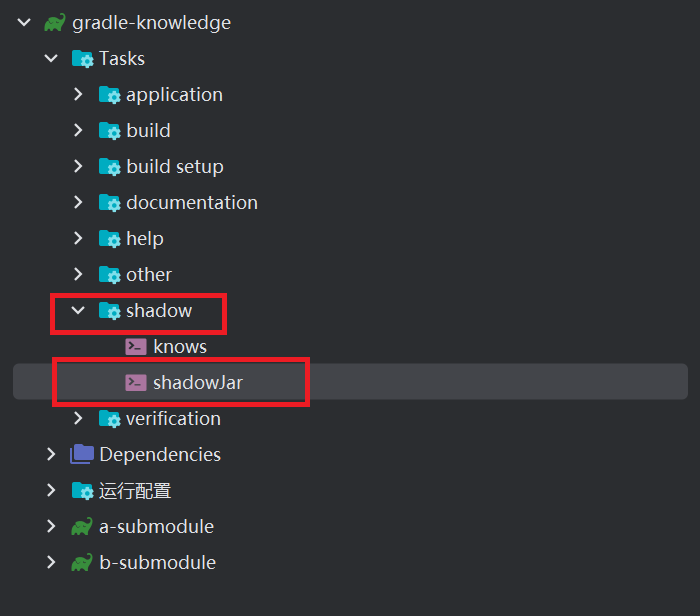 gradle-knowledge
Tasks
application
build
build setup
documentation
help
other
shadow
knows
shadowJar
verification
Dependencies
运行配置
a-submodule
b-submodule